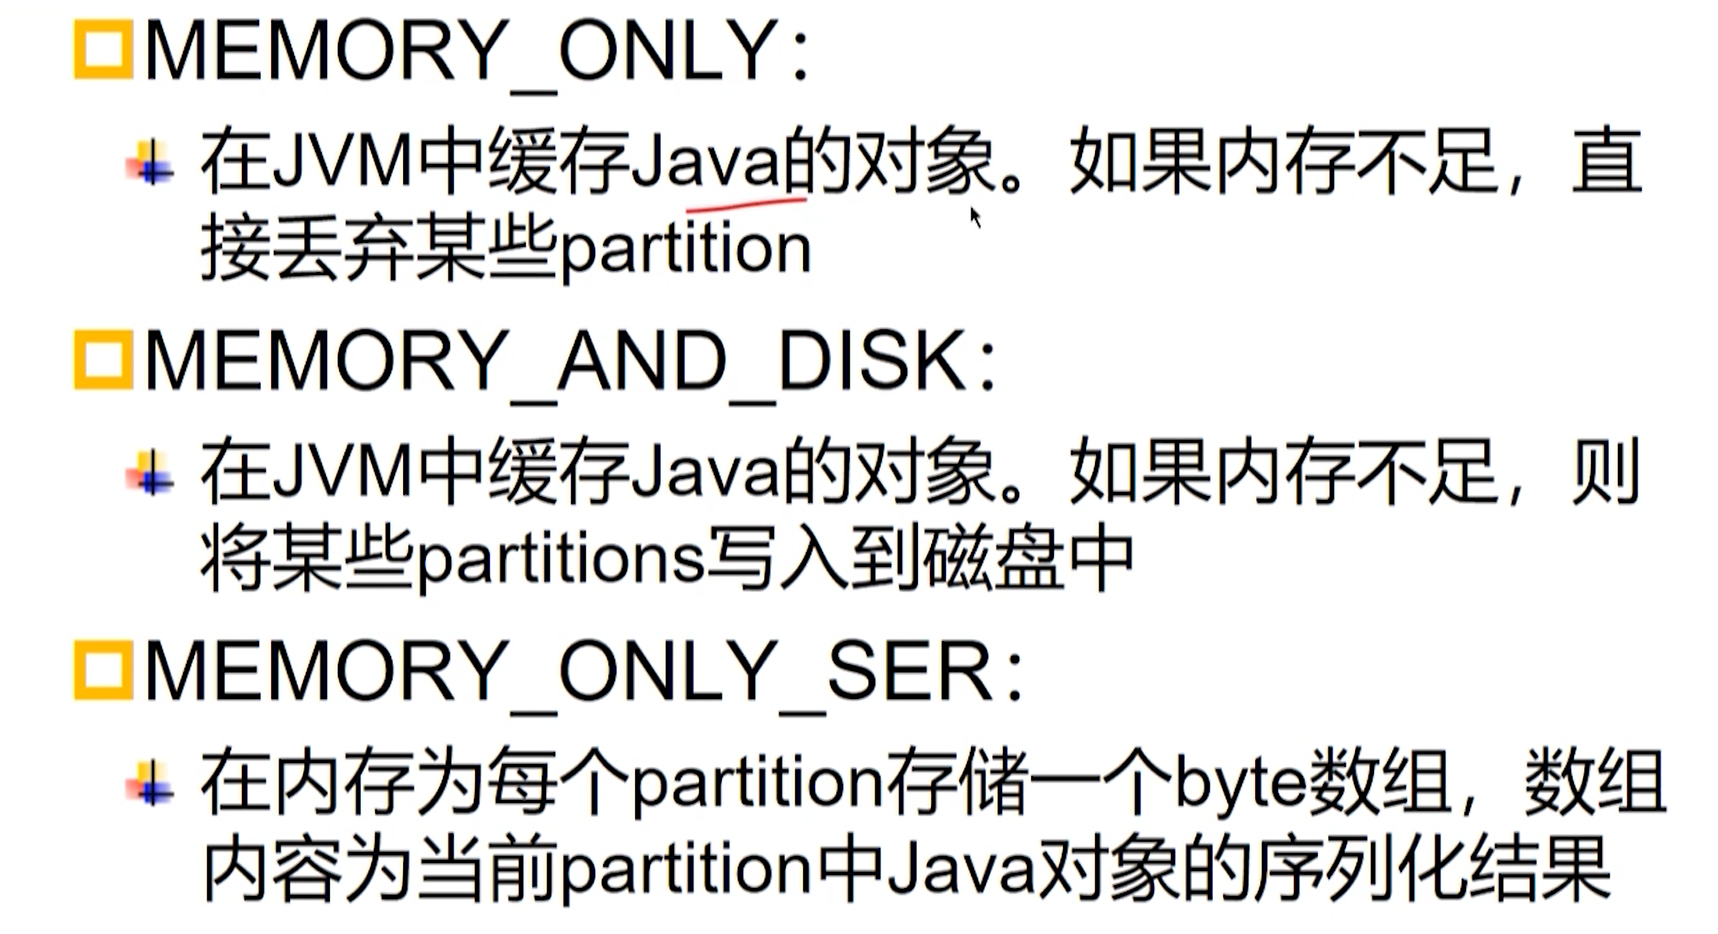 MEMORY_ONLY：
在JVM中缓存Java的对象。如果内存不足，直
接丢弃某些partition
MEMORY_AND_DISK：
在JVM中缓存Java的对象。如果内存不足，则
将某些partitions写入到磁盘中
MEMORY_ONLY_SER：
在内存为每个partition存储一个byte数组，数组
内容为当前partition中Java对象的序列化结果